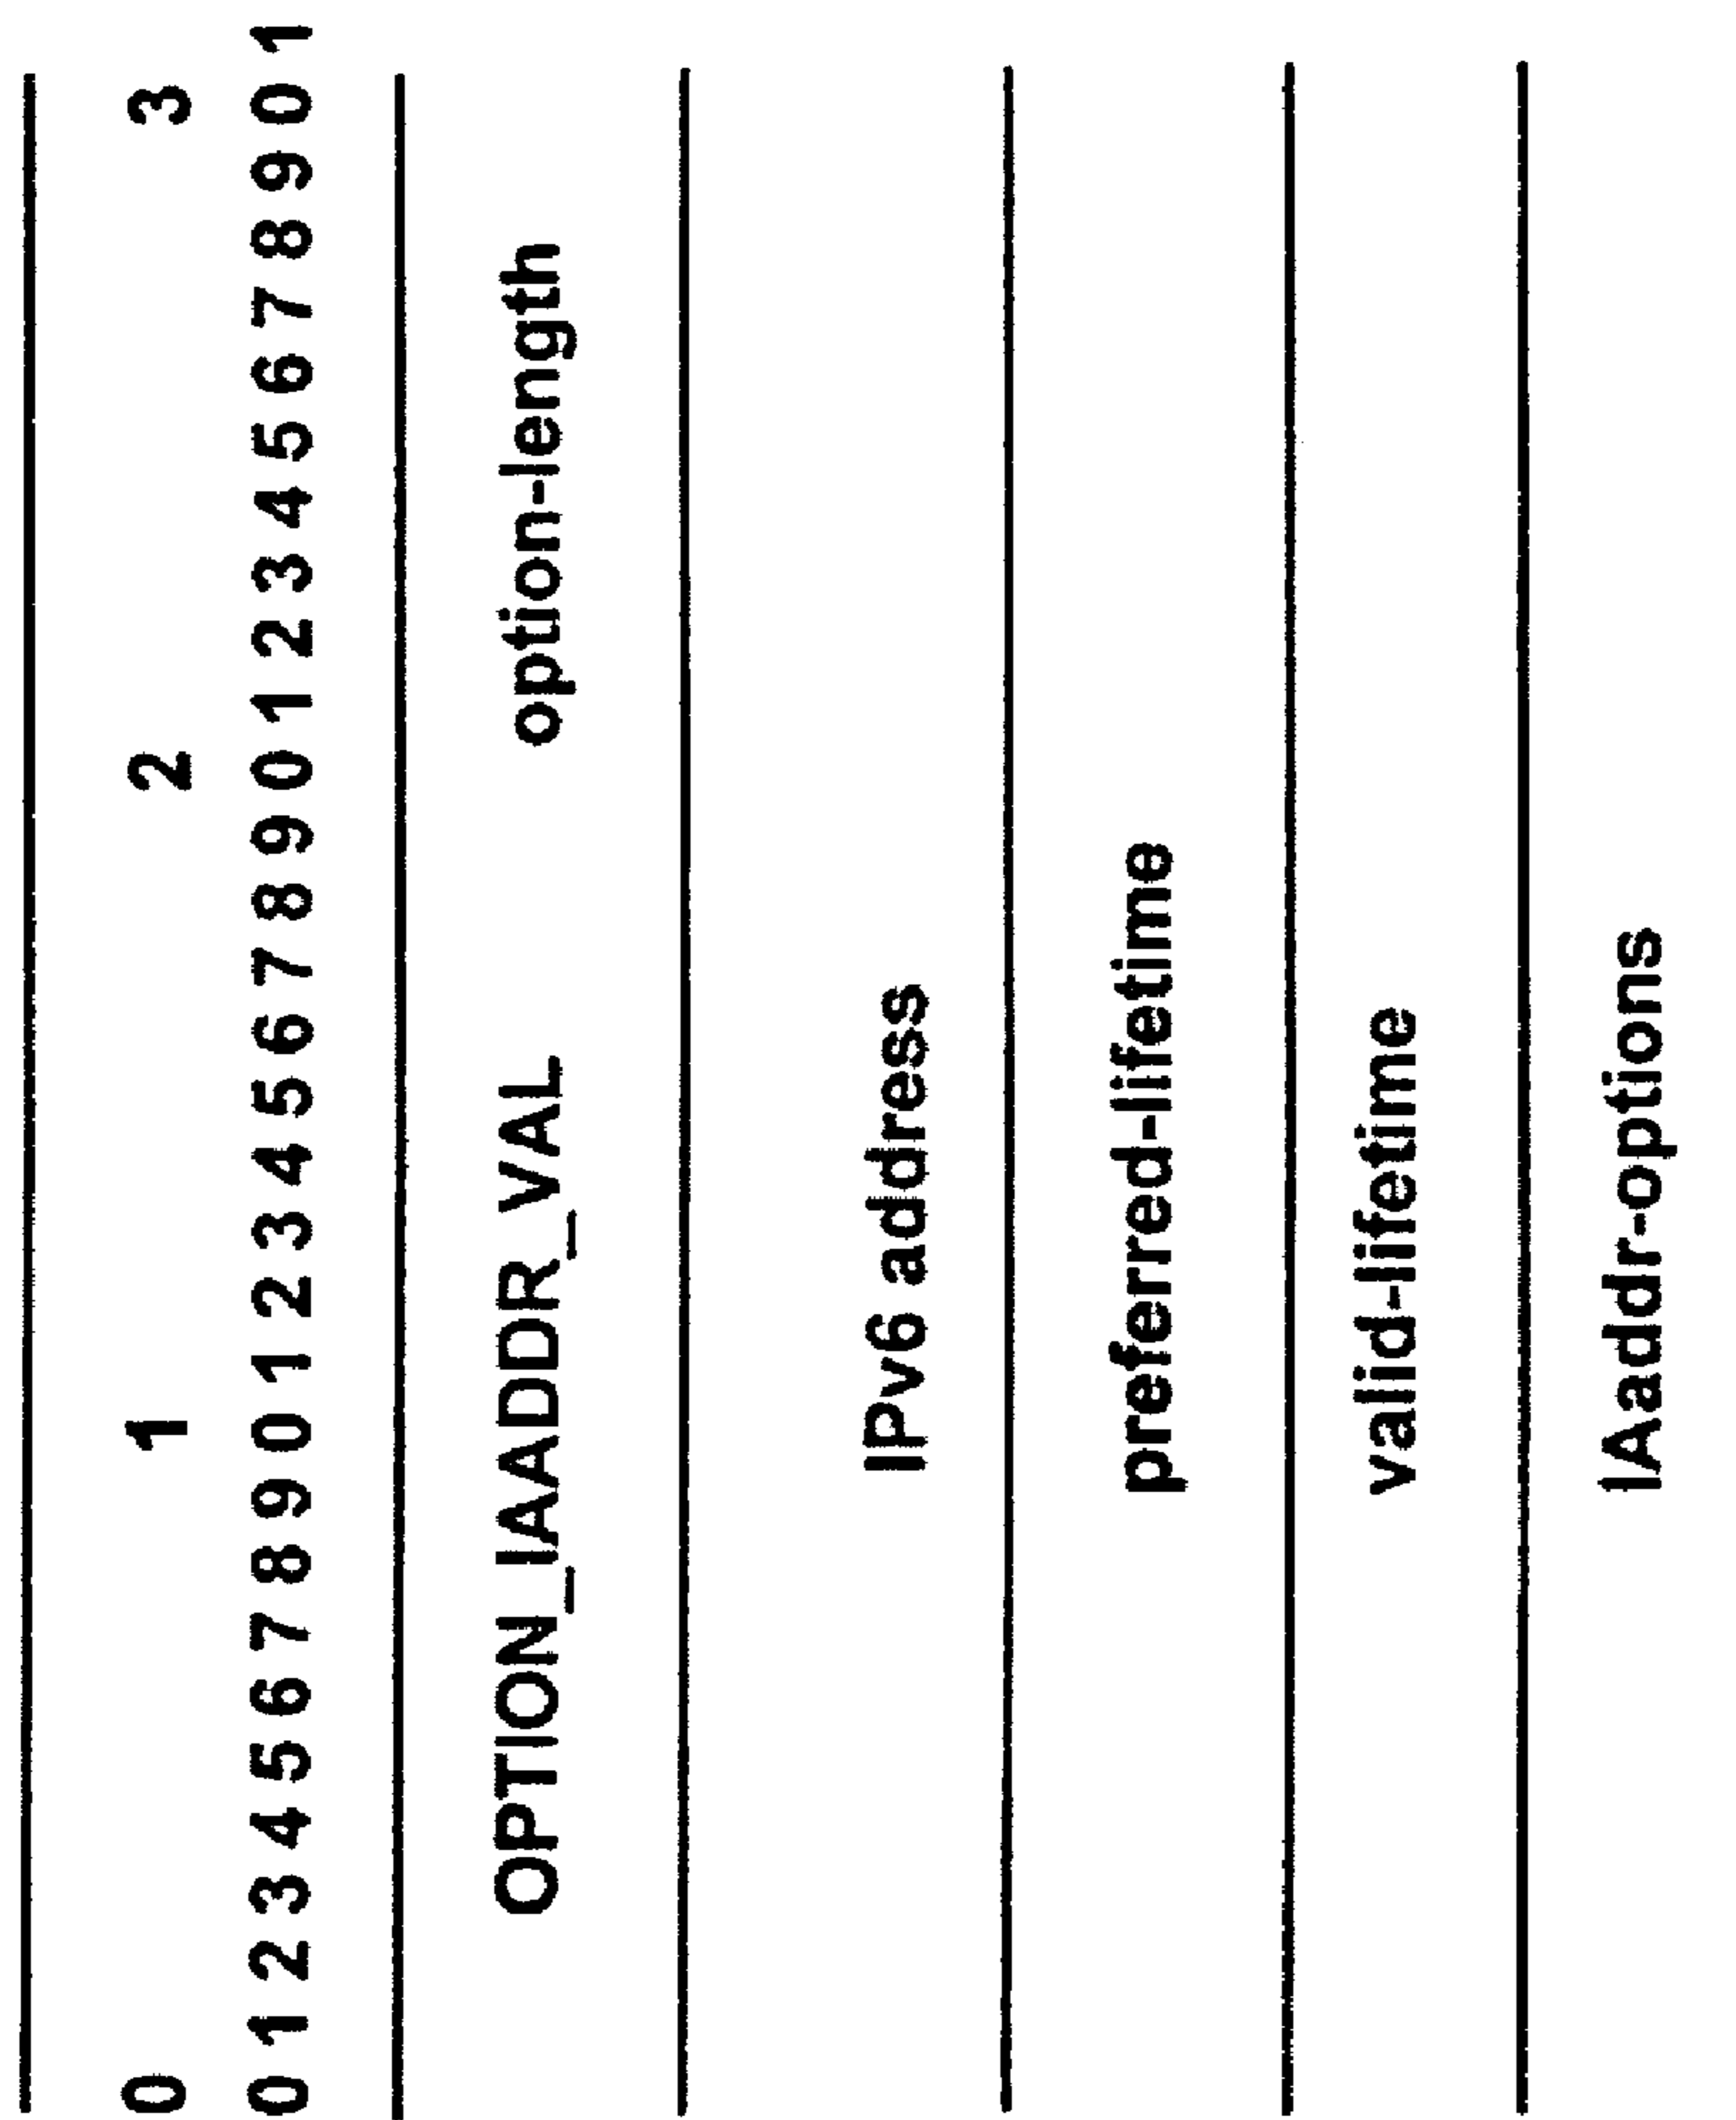 0 1 2 3
0 1 2 3 4 5 6 7 8 9 0 1 2 3 4 5 6 7 8 9 0 1 2 3 4 5 6 7 8 9 0 1
OPTION_IAADDR_VAL option-length
IPv6 address
preferred-lifetime
valid-lifetime
IAaddr-options